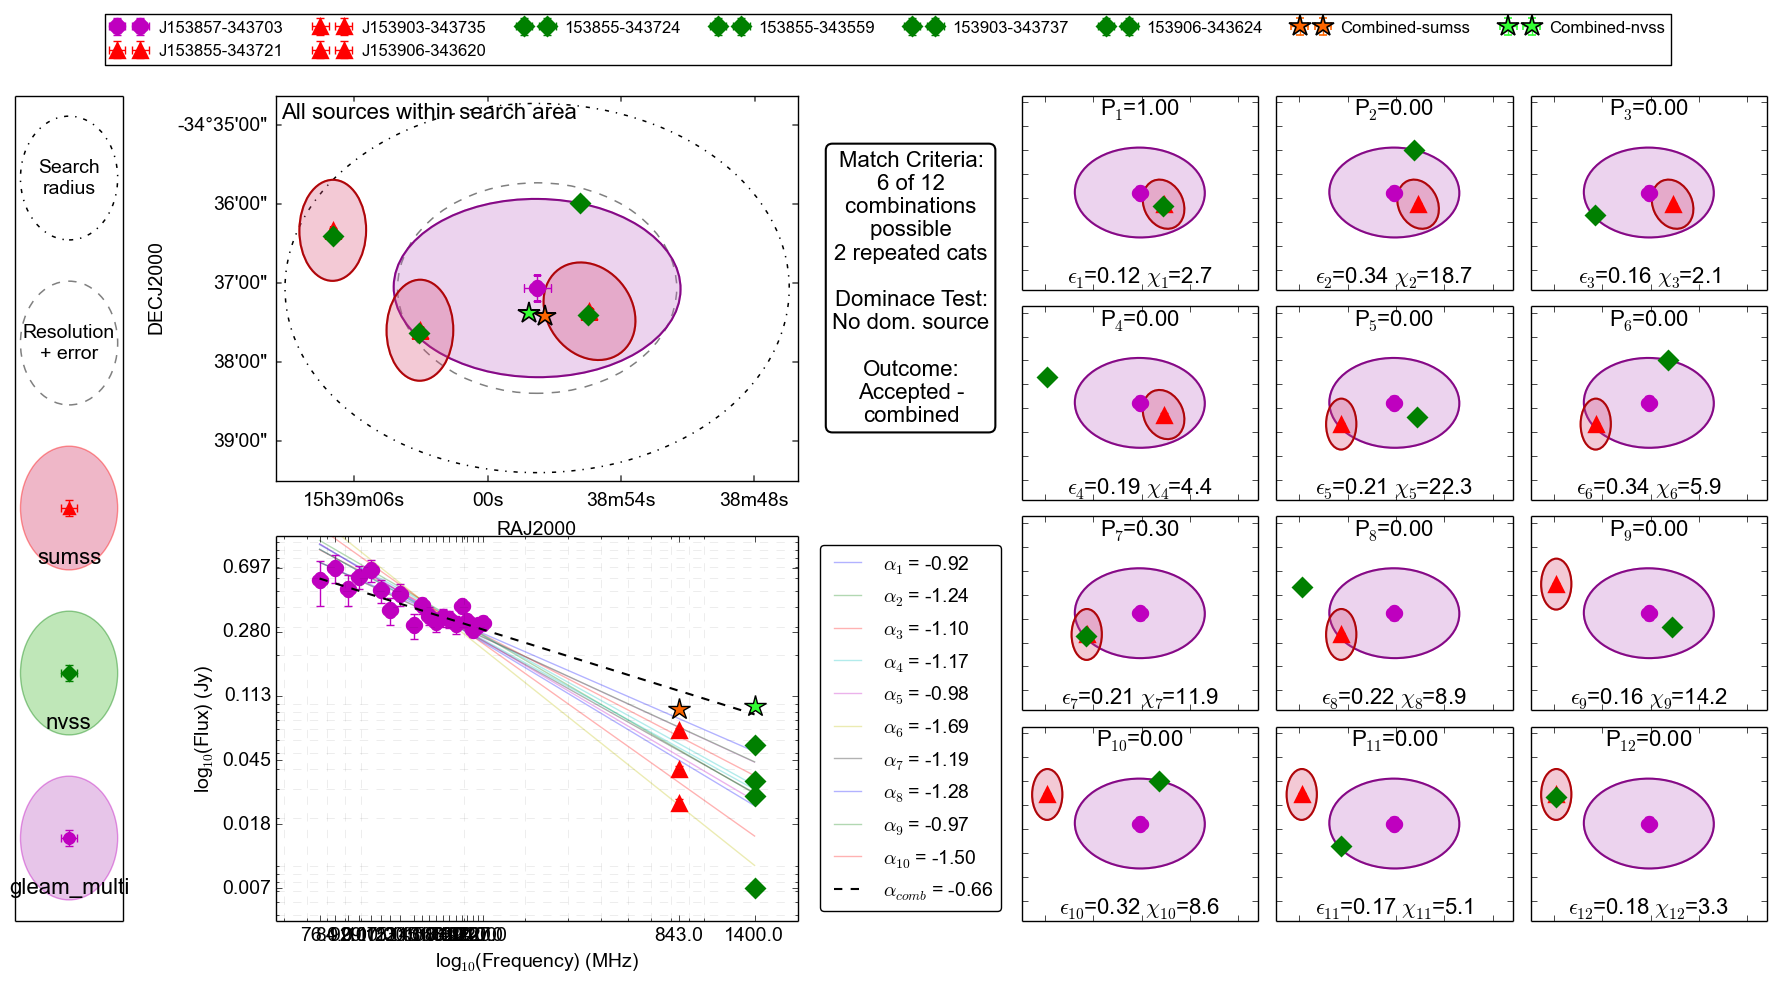 J153857-343703 J153903-343735 153855-343724 153855-343559 153903-343737 153906-343624 Combined-sumss Combined-nvss
J153855-343721 J153906-343620
Search
radius
Resolution
+ error
sumss
nvss
gleam_multi
All sources within search area
DECJ2000
-34°35'00"
36'00"
37'00"
38'00"
39'00"
15h39m06s 00s 38m54s 38m48s
RAJ2000
Match Criteria:
6 of 12
combinations
possible
2 repeated cats
Dominace Test:
No dom. source
Outcome:
Accepted -
combined
log₁₀(Flux) (Jy)
0.697
0.280
0.113
0.045
0.018
0.007
843.0 1400.0
log₁₀(Frequency) (MHz)
α₁ = -0.92
α₂ = -1.24
α₃ = -1.10
α₄ = -1.17
α₅ = -0.98
α₆ = -1.69
α₇ = -1.19
α₈ = -1.28
α₉ = -0.97
α₁₀ = -1.50
α_comb = -0.66
P₁=1.00
ϵ₁=0.12 χ₁=2.7
P₂=0.00
ϵ₂=0.34 χ₂=18.7
P₃=0.00
ϵ₃=0.16 χ₃=2.1
P₄=0.00
ϵ₄=0.19 χ₄=4.4
P₅=0.00
ϵ₅=0.21 χ₅=22.3
P₆=0.00
ϵ₆=0.34 χ₆=5.9
P₇=0.30
ϵ₇=0.21 χ₇=11.9
P₈=0.00
ϵ₈=0.22 χ₈=8.9
P₉=0.00
ϵ₉=0.16 χ₉=14.2
P₁₀=0.00
ϵ₁₀=0.32 χ₁₀=8.6
P₁₁=0.00
ϵ₁₁=0.17 χ₁₁=5.1
P₁₂=0.00
ϵ₁₂=0.18 χ₁₂=3.3